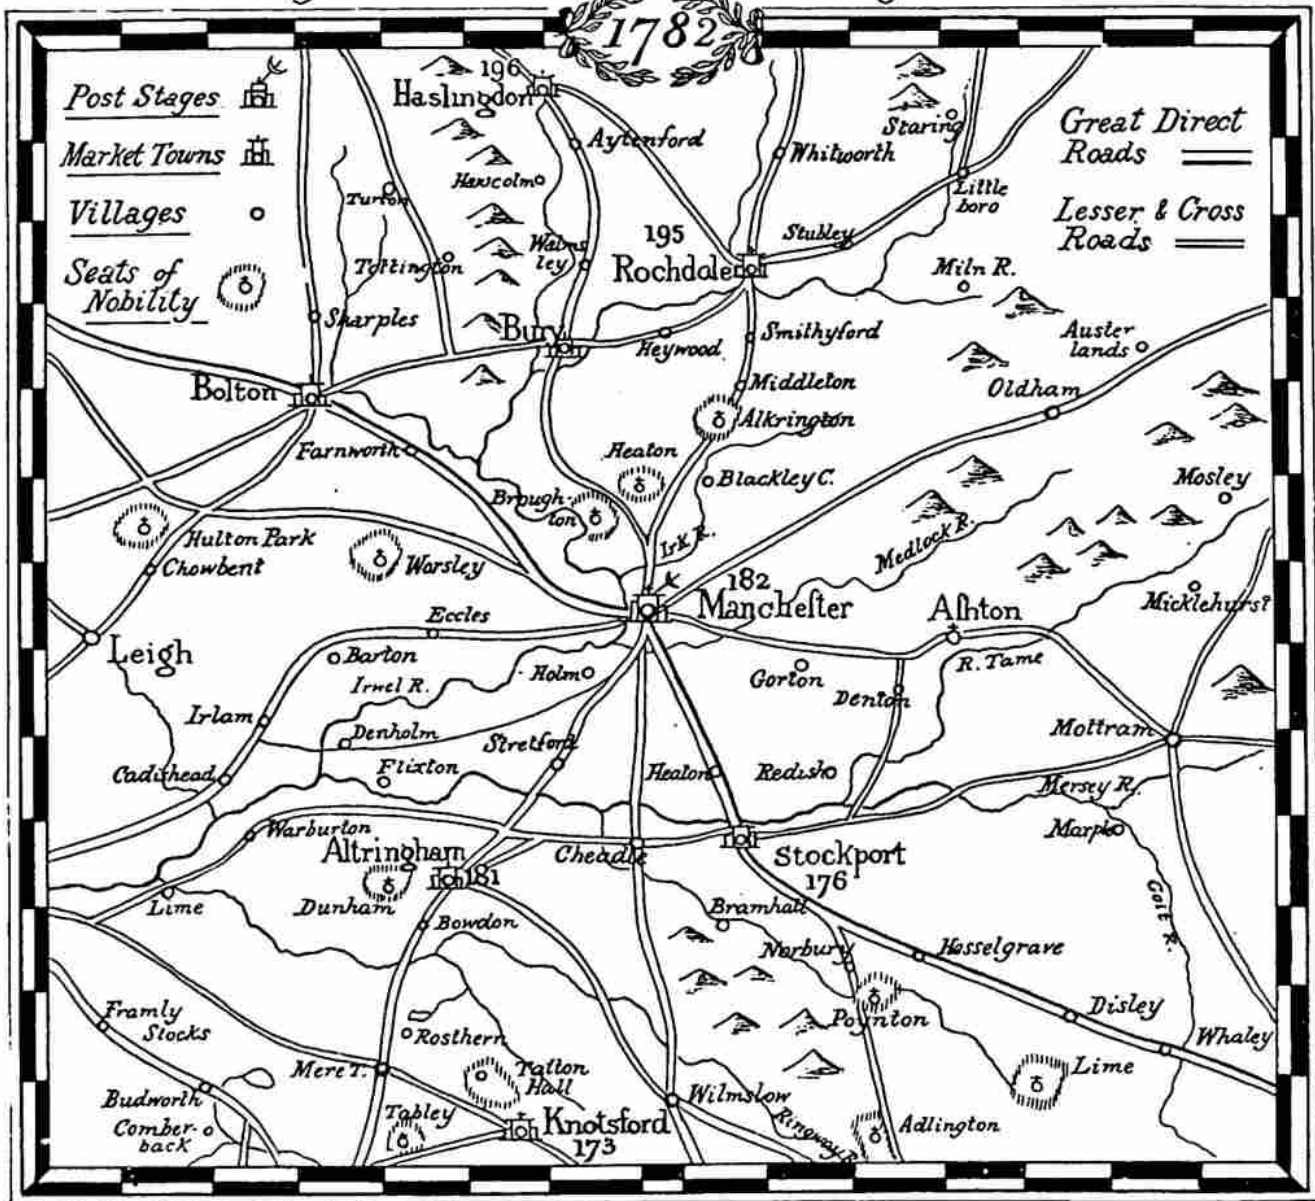 1782
Post Stages
Market Towns
Villages
Seats of
Nobility
Great Direct
Roads
Lesser & Cross
Roads
196
Haslingdon
Aytenford
Whitworth
Staring
Little
boro
Turton
Hawcolm
Walms
ley
195
Rochdale
Stubley
Miln R.
Tottington
Sharples
Bury
Heywood
Smithyford
Auster
lands
Bolton
Middleton
Oldham
Alkrington
Farnworth
Heaton
Blackley C.
Mosley
Brough-
ton
Irk R.
Medlock R.
Hulton Park
Chowbent
Worsley
182
Manchester
Ashton
Micklehurst
Eccles
Leigh
Barton
Irwel R.
Holm
Gorton
Denton
R. Tame
Irlam
Denholm
Stretford
Mottram
Cadishead
Flixton
Heaton
Redish
Mersey R.
Warburton
Marple
Altringham
181
Cheadle
Stockport
176
Lime
Dunham
Bowdon
Bramhall
Goit R.
Norbury
Hasselgrave
Framly
Stocks
Rosthern
Poynton
Disley
Whaley
Mere T.
Tatton
Hall
Lime
Budworth
Comber-
back
Tabley
Knotsford
173
Wilmslow
Ringway R.
Adlington